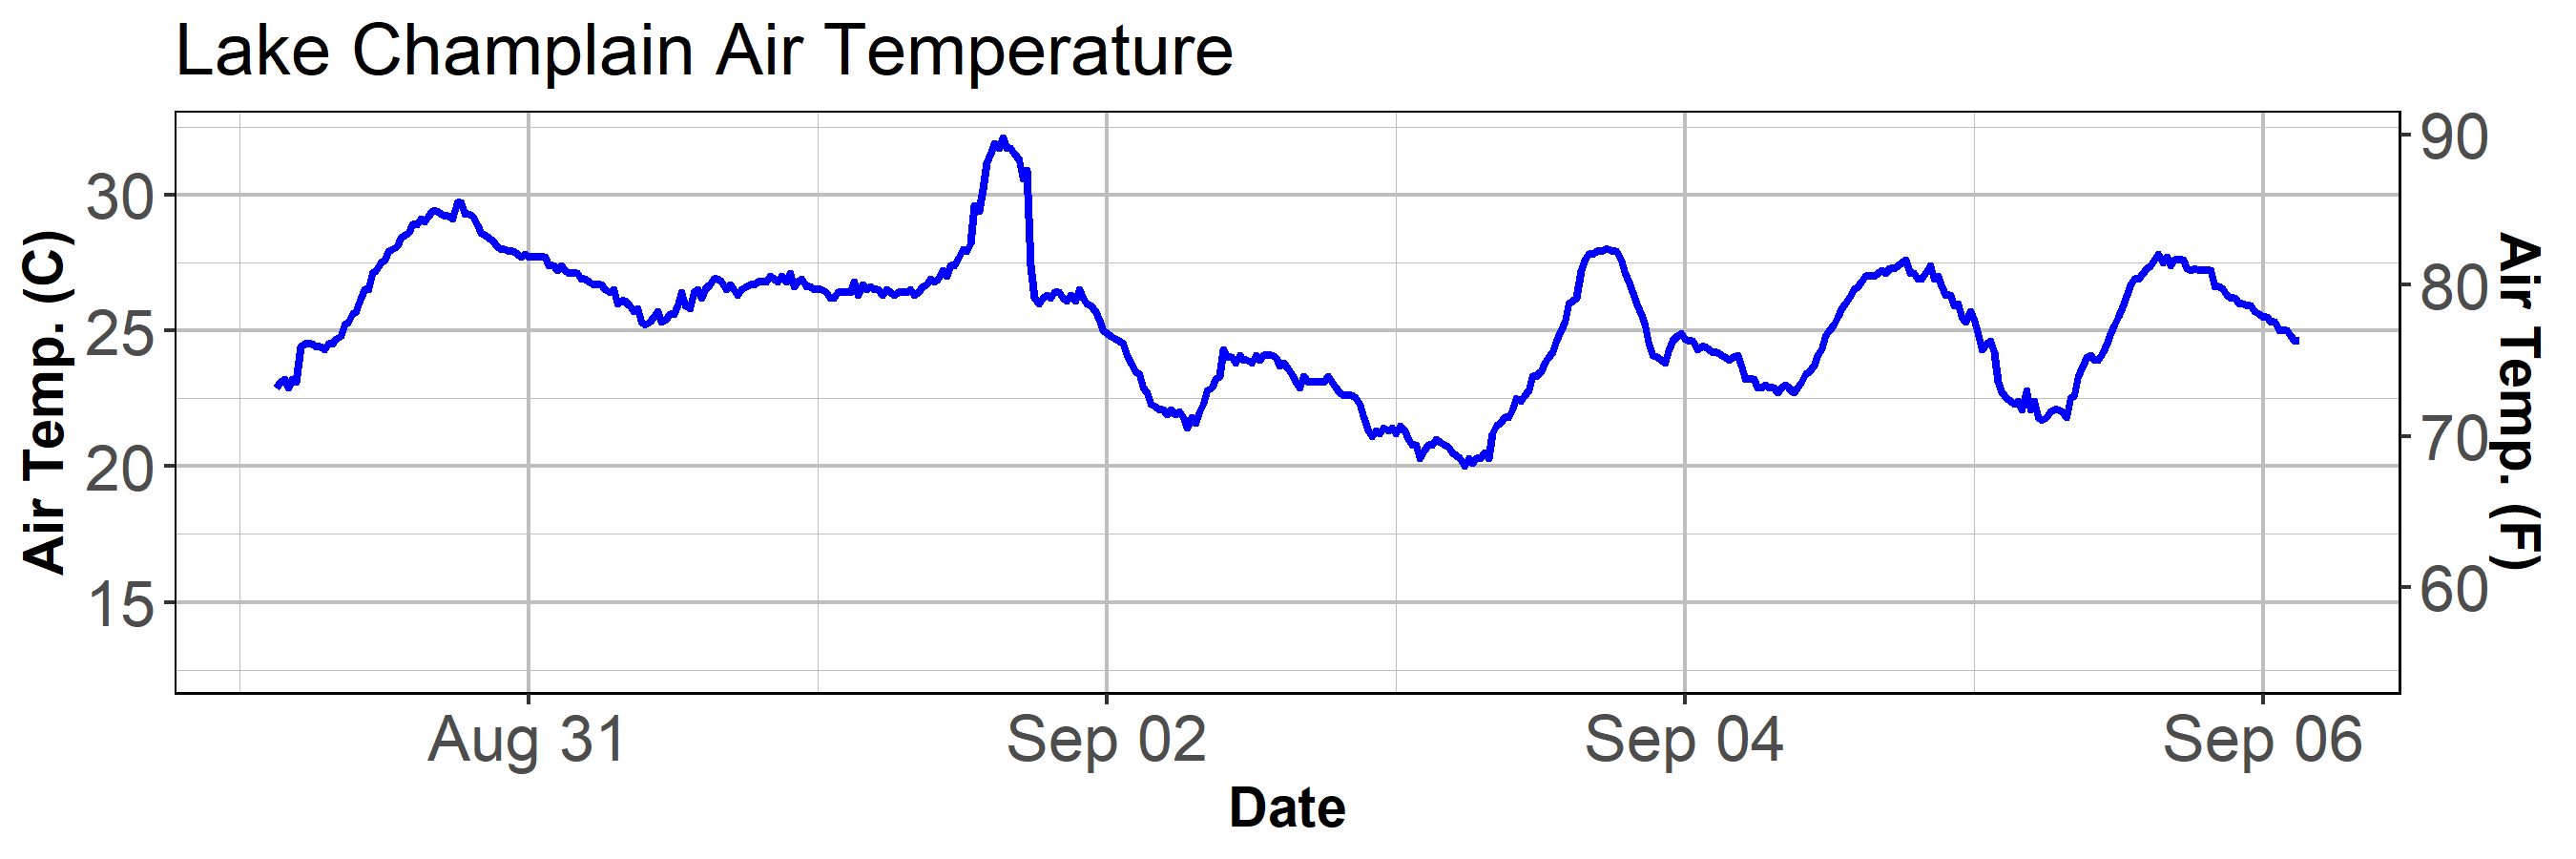 Lake Champlain Air Temperature
Air Temp. (C)
30
25
20
15
90
80
70
60
Air Temp. (F)
Aug 31
Sep 02
Sep 04
Sep 06
Date